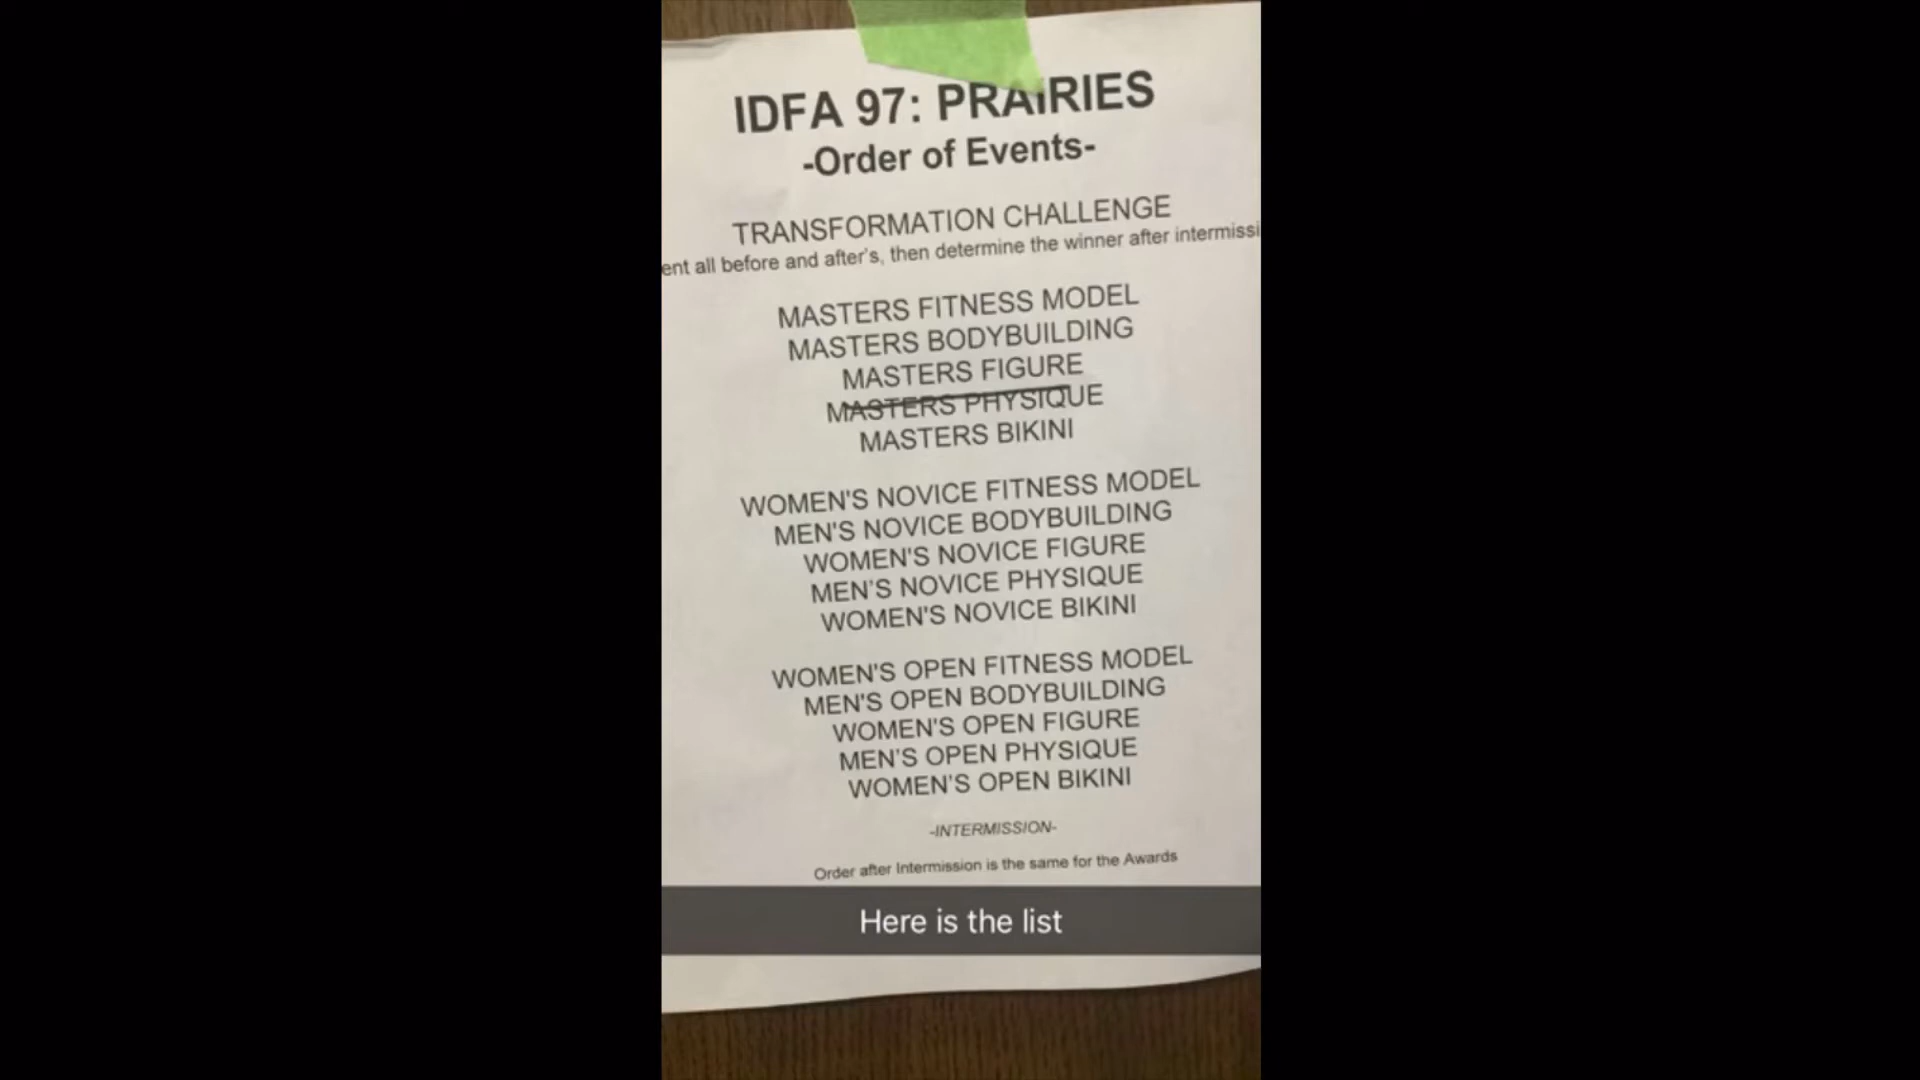 IDFA 97: PRAIRIES
-Order of Events-
TRANSFORMATION CHALLENGE
all before and after's, then determine the winner after
MASTERS FITNESS MODEL
MASTERS BODYBUILDING
MASTERS FIGURE
MASTERS PHYSIQUE
MASTERS BIKINI
WOMEN'S NOVICE FITNESS MODEL
MEN'S NOVICE BODYBUILDING
WOMEN'S NOVICE FIGURE
MEN'S NOVICE PHYSIQUE
WOMEN'S NOVICE BIKINI
WOMEN'S OPEN FITNESS MODEL
MEN'S OPEN BODYBUILDING
WOMEN'S OPEN FIGURE
MEN'S OPEN PHYSIQUE
WOMEN'S OPEN BIKINI
-INTERMISSION-
Order after Intermission is the same for the Awards
Here is the list